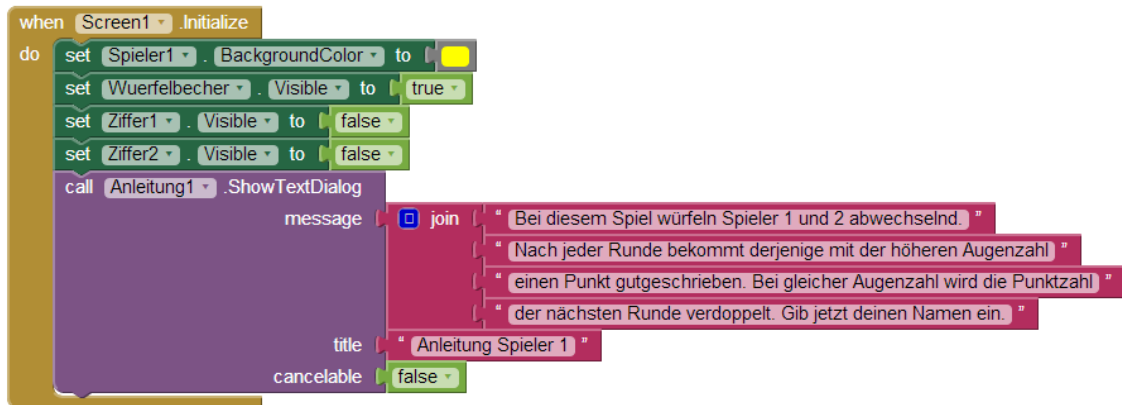 when Screen1 .Initialize
do set Spieler1 . BackgroundColor to
set Wuerfelbecher . Visible to true
set Ziffer1 . Visible to false
set Ziffer2 . Visible to false
call Anleitung1 .ShowTextDialog
message join " Bei diesem Spiel würfeln Spieler 1 und 2 abwechselnd. "
" Nach jeder Runde bekommt derjenige mit der höheren Augenzahl "
" einen Punkt gutgeschrieben. Bei gleicher Augenzahl wird die Punktzahl "
" der nächsten Runde verdoppelt. Gib jetzt deinen Namen ein. "
title " Anleitung Spieler 1 "
cancelable false